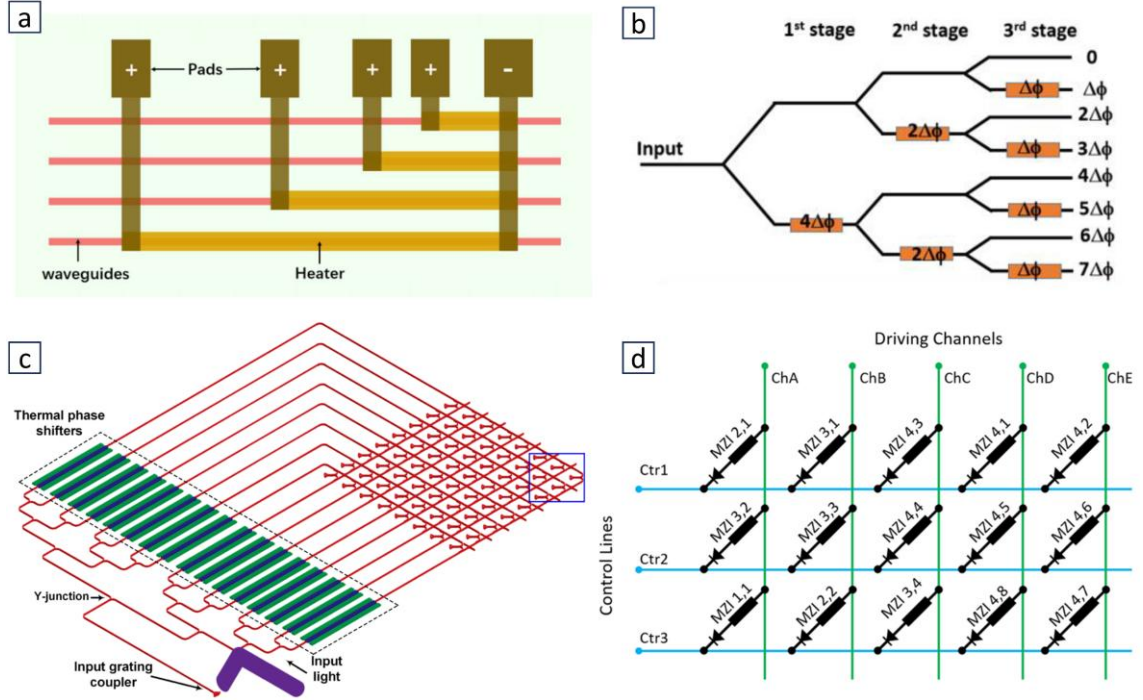 a
+
Pads
+
+
+
-
waveguides
Heater
b
1st stage
2nd stage
3rd stage
Input
4Δϕ
2Δϕ
2Δϕ
Δϕ
Δϕ
Δϕ
Δϕ
0
Δϕ
2Δϕ
3Δϕ
4Δϕ
5Δϕ
6Δϕ
7Δϕ
c
Thermal phase
shifters
Y-junction
Input grating
coupler
Input
light
d
Driving Channels
ChA
ChB
ChC
ChD
ChE
Control Lines
Ctr1
MZI 2,1
MZI 3,1
MZI 4,3
MZI 4,1
MZI 4,2
Ctr2
MZI 3,2
MZI 3,3
MZI 4,4
MZI 4,5
MZI 4,6
Ctr3
MZI 1,1
MZI 2,2
MZI 3,4
MZI 4,8
MZI 4,7